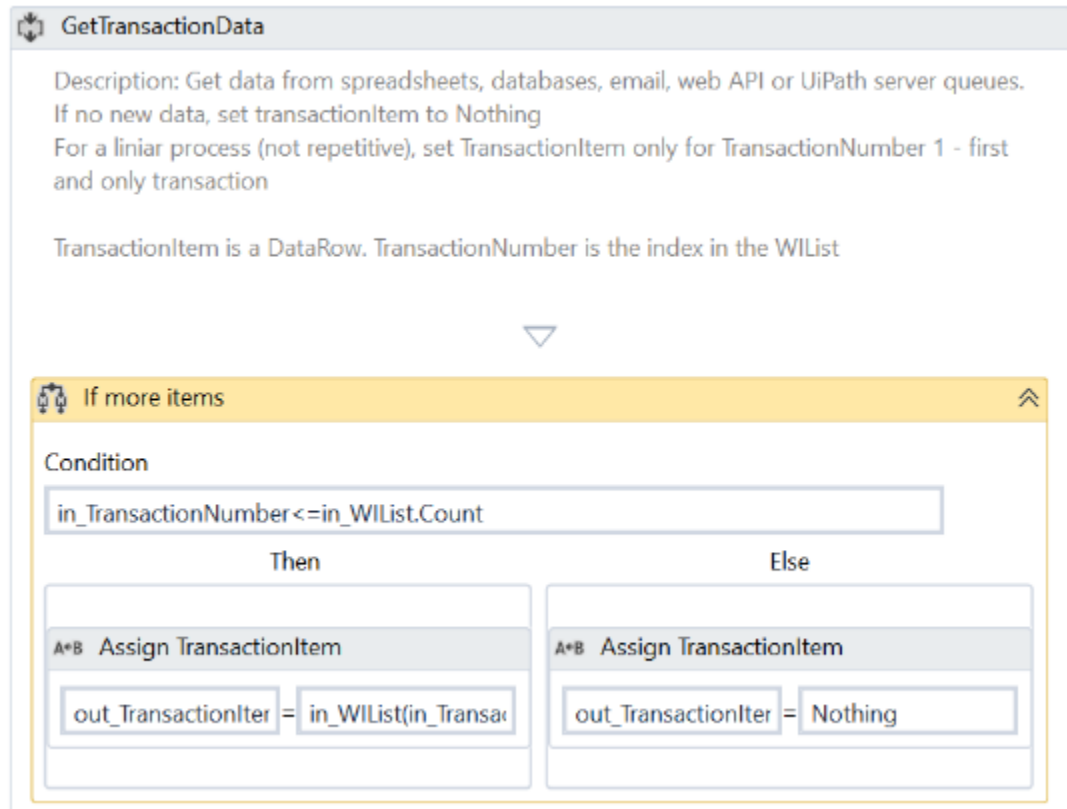 GetTransactionData
Description: Get data from spreadsheets, databases, email, web API or UiPath server queues.
If no new data, set transactionItem to Nothing
For a liniar process (not repetitive), set TransactionItem only for TransactionNumber 1 - first
and only transaction
TransactionItem is a DataRow. TransactionNumber is the index in the WIList
If more items
Condition
in_TransactionNumber<=in_WIList.Count
Then Else
A•B Assign TransactionItem A•B Assign TransactionItem
out_TransactionIter = in_WIList(in_Transac out_TransactionIter = Nothing